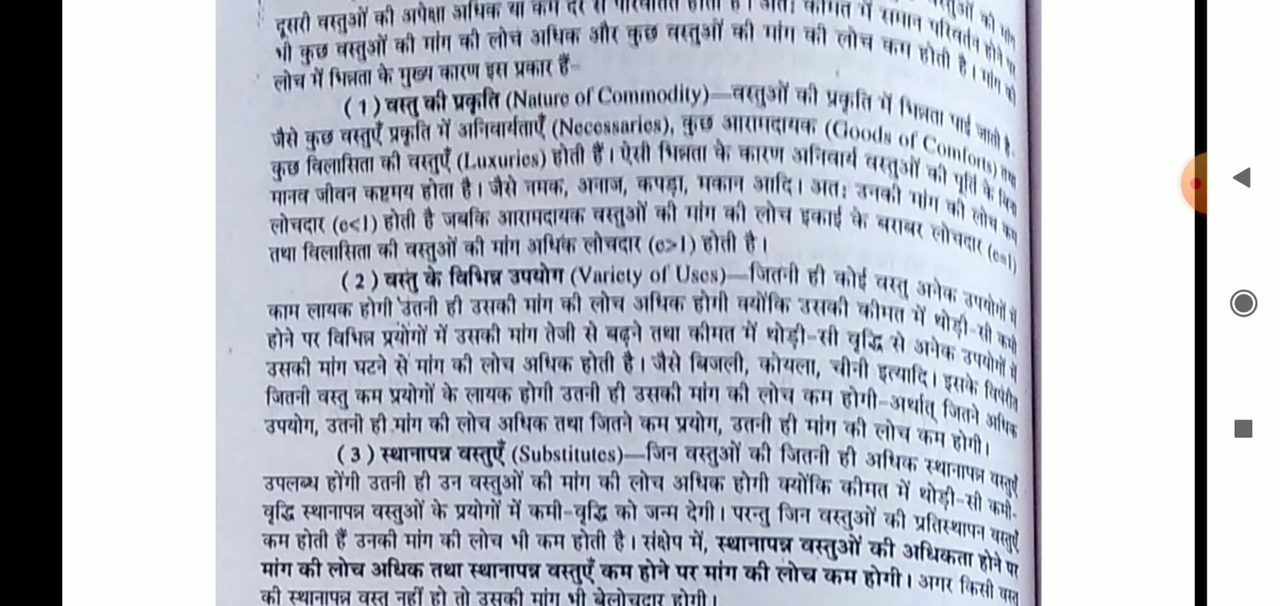 दूसरी वस्तुओं की अपेक्षा अधिक या कम दर से परिवर्तित होती है। अतः कीमत में समान परिवर्तन होने पर
भी कुछ वस्तुओं की मांग की लोच अधिक और कुछ वस्तुओं की मांग की लोच कम होती है। मांग की
लोच में भिन्नता के मुख्य कारण इस प्रकार हैं-
(1) वस्तु की प्रकृति (Nature of Commodity)—वस्तुओं की प्रकृति में भिन्नता पाई जाती है-
जैसे कुछ वस्तुएँ प्रकृति में अनिवार्यताएँ (Necessaries), कुछ आरामदायक (Goods of Comforts) तथा
कुछ विलासिता की वस्तुएँ (Luxuries) होती हैं। ऐसी भिन्नता के कारण अनिवार्य वस्तुओं की पूर्ति के बिना
मानव जीवन कष्टमय होता है। जैसे नमक, अनाज, कपड़ा, मकान आदि। अतः उनकी मांग की लोच कम
लोचदार (e<1) होती है जबकि आरामदायक वस्तुओं की मांग की लोच इकाई के बराबर लोचदार (e=1)
तथा विलासिता की वस्तुओं की मांग अधिक लोचदार (e>1) होती है।
(2) वस्तु के विभिन्न उपयोग (Variety of Uses)—जितनी ही कोई वस्तु अनेक उपयोगों में
काम लायक होगी उतनी ही उसकी मांग की लोच अधिक होगी क्योंकि उसकी कीमत में थोड़ी-सी कमी
होने पर विभिन्न प्रयोगों में उसकी मांग तेजी से बढ़ने तथा कीमत में थोड़ी-सी वृद्धि से अनेक उपयोगों में
उसकी मांग घटने से मांग की लोच अधिक होती है। जैसे बिजली, कोयला, चीनी इत्यादि। इसके विपरीत
जितनी वस्तु कम प्रयोगों के लायक होगी उतनी ही उसकी मांग की लोच कम होगी-अर्थात् जितने अधिक
उपयोग, उतनी ही मांग की लोच अधिक तथा जितने कम प्रयोग, उतनी ही मांग की लोच कम होगी।
(3) स्थानापन्न वस्तुएँ (Substitutes)—जिन वस्तुओं की जितनी ही अधिक स्थानापन्न वस्तुएँ
उपलब्ध होंगी उतनी ही उन वस्तुओं की मांग की लोच अधिक होगी क्योंकि कीमत में थोड़ी-सी कमी-
वृद्धि स्थानापन्न वस्तुओं के प्रयोगों में कमी-वृद्धि को जन्म देगी। परन्तु जिन वस्तुओं की प्रतिस्थापन वस्तुएँ
कम होती हैं उनकी मांग की लोच भी कम होती है। संक्षेप में, स्थानापन्न वस्तुओं की अधिकता होने पर
मांग की लोच अधिक तथा स्थानापन्न वस्तुएँ कम होने पर मांग की लोच कम होगी। अगर किसी वस्तु
की स्थानापन्न वस्तु नहीं हो तो उसकी मांग भी बेलोचदार होगी।